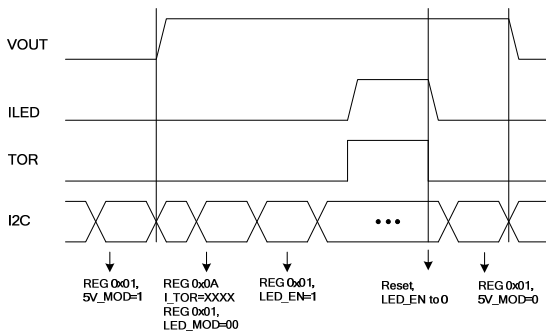 VOUT
ILED
TOR
I2C
•••
REG 0x01,
5V_MOD=1
REG 0x0A
I_TOR=XXXX
REG 0x01,
LED_MOD=00
REG 0x01,
LED_EN=1
Reset,
LED_EN to 0
REG 0x01,
5V_MOD=0